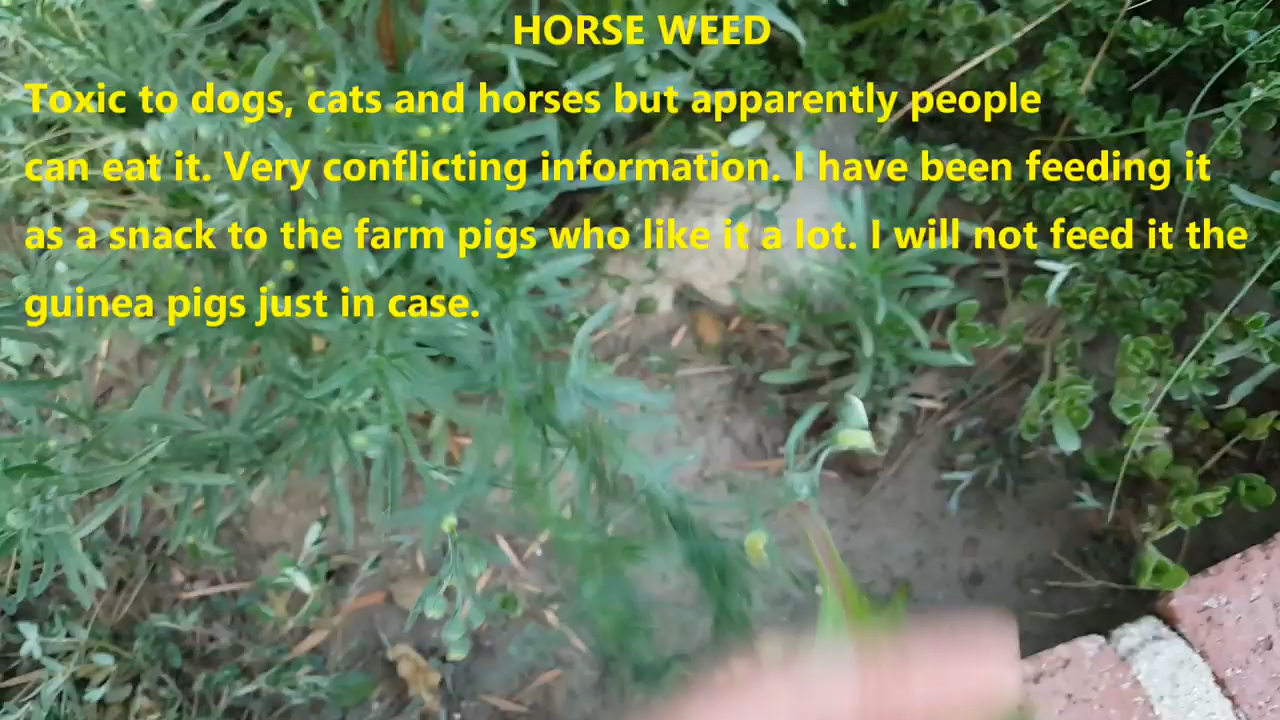 HORSE WEED
Toxic to dogs, cats and horses but apparently people
can eat it. Very conflicting information. I have been feeding it
as a snack to the farm pigs who like it a lot. I will not feed it the
guinea pigs just in case.